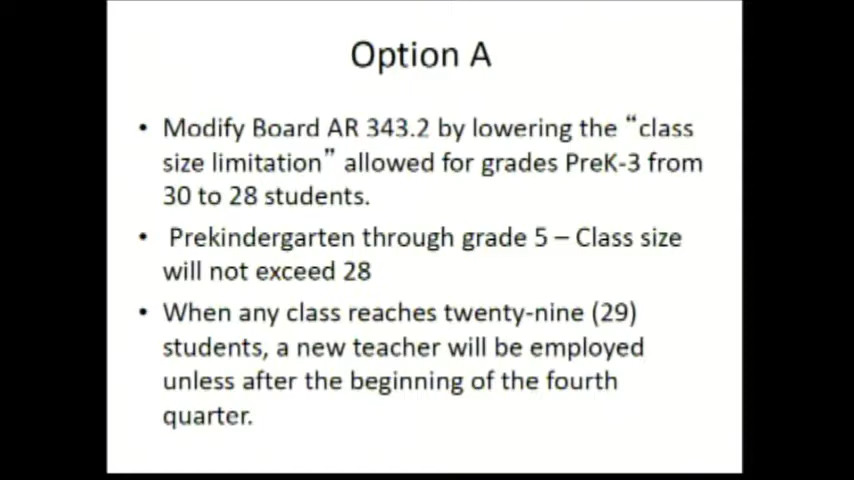 Option A
• Modify Board AR 343.2 by lowering the “class
size limitation” allowed for grades PreK-3 from
30 to 28 students.
• Prekindergarten through grade 5 – Class size
will not exceed 28
• When any class reaches twenty-nine (29)
students, a new teacher will be employed
unless after the beginning of the fourth
quarter.